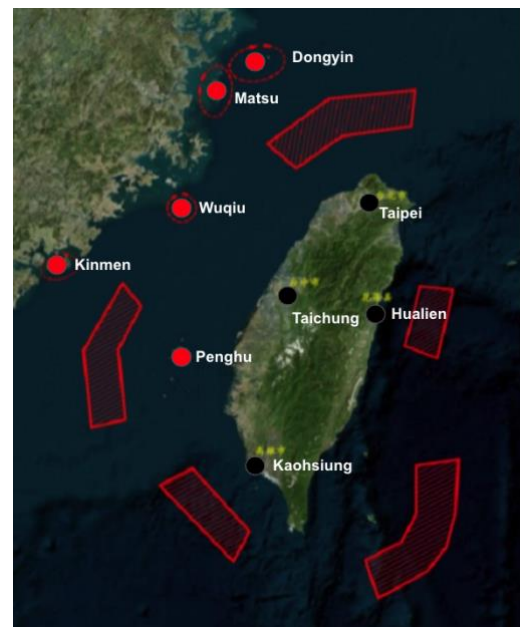 Dongyin
Matsu
Wuqiu
Taipei
Kinmen
Taichung
Hualien
Penghu
Kaohsiung